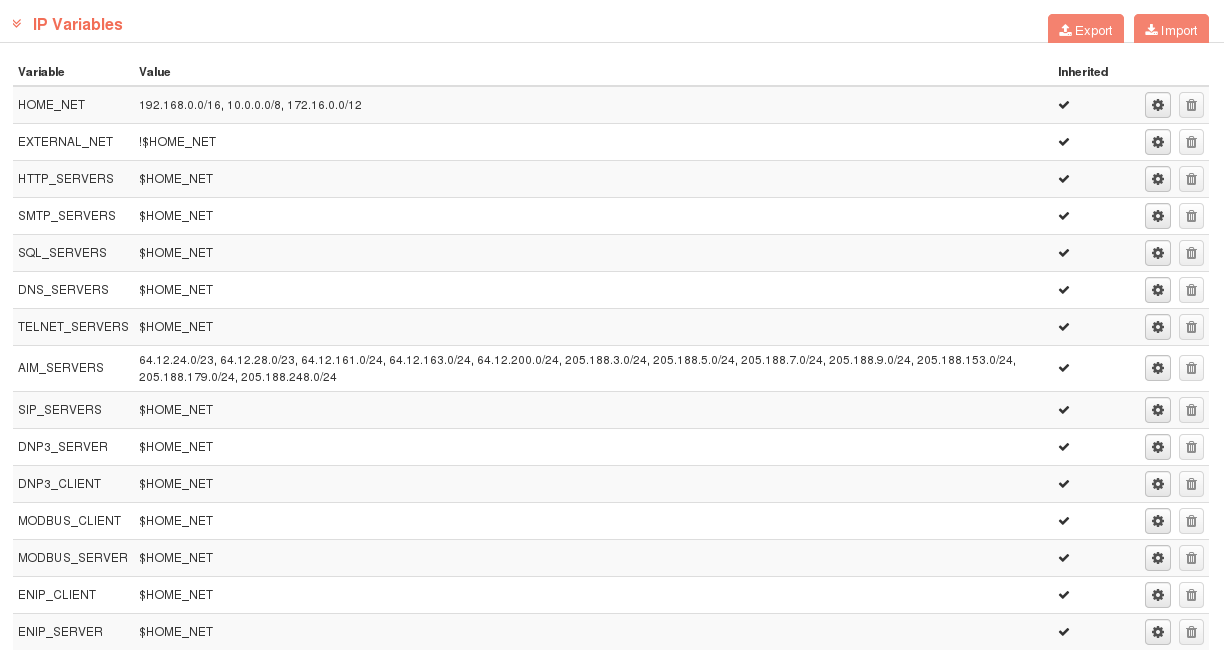 IP Variables
Export Import
Variable Value Inherited
HOME_NET 192.168.0.0/16, 10.0.0.0/8, 172.16.0.0/12
EXTERNAL_NET !$HOME_NET
HTTP_SERVERS $HOME_NET
SMTP_SERVERS $HOME_NET
SQL_SERVERS $HOME_NET
DNS_SERVERS $HOME_NET
TELNET_SERVERS $HOME_NET
AIM_SERVERS 64.12.24.0/23, 64.12.28.0/23, 64.12.161.0/24, 64.12.163.0/24, 64.12.200.0/24, 205.188.3.0/24, 205.188.5.0/24, 205.188.7.0/24, 205.188.9.0/24, 205.188.153.0/24,
205.188.179.0/24, 205.188.248.0/24
SIP_SERVERS $HOME_NET
DNP3_SERVER $HOME_NET
DNP3_CLIENT $HOME_NET
MODBUS_CLIENT $HOME_NET
MODBUS_SERVER $HOME_NET
ENIP_CLIENT $HOME_NET
ENIP_SERVER $HOME_NET